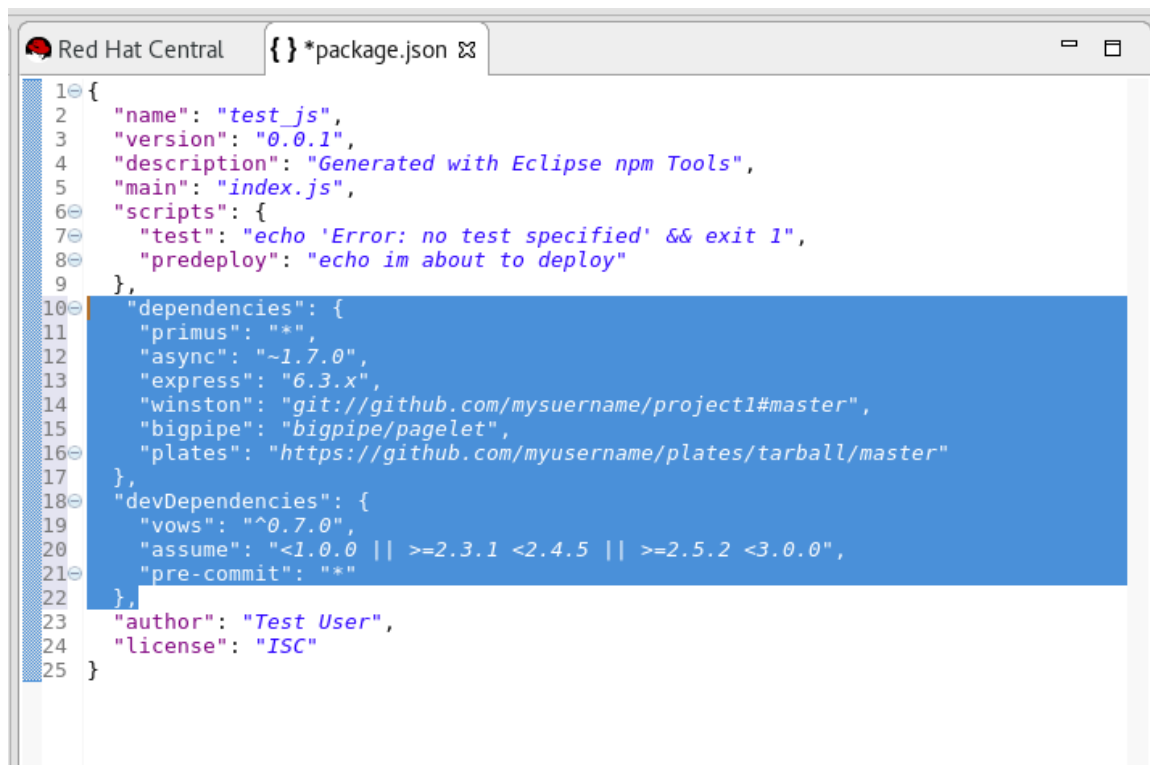 Red Hat Central
{ } *package.json
1 {
2 "name": "test_js",
3 "version": "0.0.1",
4 "description": "Generated with Eclipse npm Tools",
5 "main": "index.js",
6 "scripts": {
7 "test": "echo 'Error: no test specified' && exit 1",
8 "predeploy": "echo im about to deploy"
9 },
10 "dependencies": {
11 "primus": "*",
12 "async": "~1.7.0",
13 "express": "6.3.x",
14 "winston": "git://github.com/mysuername/project1#master",
15 "bigpipe": "bigpipe/pagelet",
16 "plates": "https://github.com/myusername/plates/tarball/master"
17 },
18 "devDependencies": {
19 "vows": "^0.7.0",
20 "assume": "<1.0.0 || >=2.3.1 <2.4.5 || >=2.5.2 <3.0.0",
21 "pre-commit": "*"
22 },
23 "author": "Test User",
24 "license": "ISC"
25 }